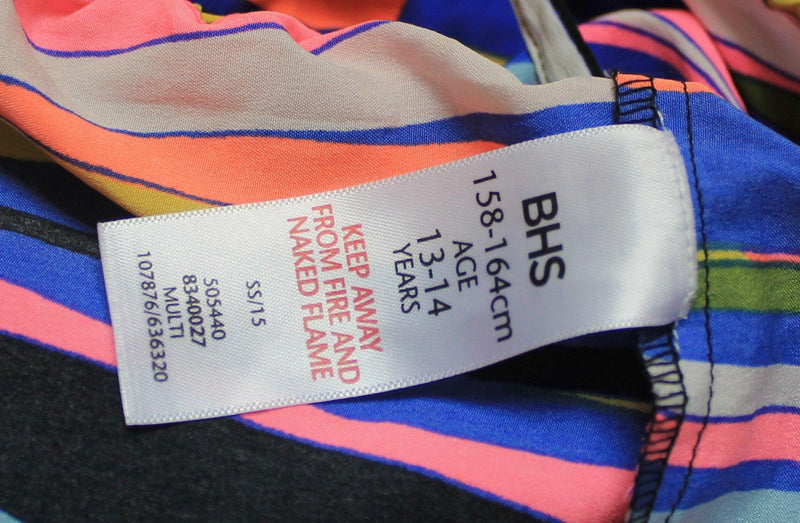 BHS
158-164cm
AGE
13-14
YEARS
KEEP AWAY
FROM FIRE AND
NAKED FLAME
SS/15
505440
8340027
MULTI
107876/636320